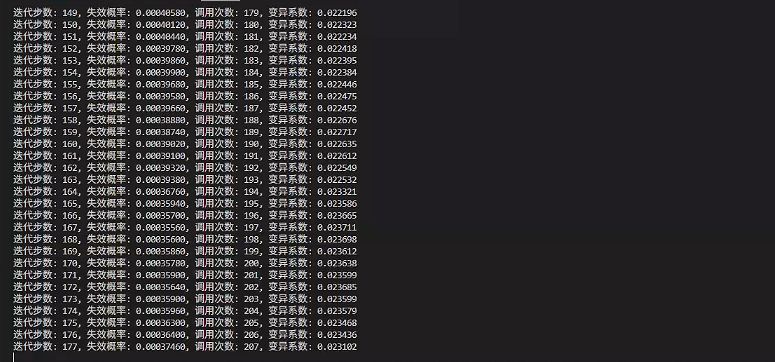 迭代步数: 149, 失效概率: 0.00040580, 调用次数: 179, 变异系数: 0.022196
迭代步数: 150, 失效概率: 0.00040120, 调用次数: 180, 变异系数: 0.022323
迭代步数: 151, 失效概率: 0.00040440, 调用次数: 181, 变异系数: 0.022234
迭代步数: 152, 失效概率: 0.00039780, 调用次数: 182, 变异系数: 0.022418
迭代步数: 153, 失效概率: 0.00039860, 调用次数: 183, 变异系数: 0.022395
迭代步数: 154, 失效概率: 0.00039900, 调用次数: 184, 变异系数: 0.022384
迭代步数: 155, 失效概率: 0.00039680, 调用次数: 185, 变异系数: 0.022446
迭代步数: 156, 失效概率: 0.00039580, 调用次数: 186, 变异系数: 0.022475
迭代步数: 157, 失效概率: 0.00039660, 调用次数: 187, 变异系数: 0.022452
迭代步数: 158, 失效概率: 0.00038880, 调用次数: 188, 变异系数: 0.022676
迭代步数: 159, 失效概率: 0.00038740, 调用次数: 189, 变异系数: 0.022717
迭代步数: 160, 失效概率: 0.00039020, 调用次数: 190, 变异系数: 0.022635
迭代步数: 161, 失效概率: 0.00039100, 调用次数: 191, 变异系数: 0.022612
迭代步数: 162, 失效概率: 0.00039320, 调用次数: 192, 变异系数: 0.022549
迭代步数: 163, 失效概率: 0.00039380, 调用次数: 193, 变异系数: 0.022532
迭代步数: 164, 失效概率: 0.00036760, 调用次数: 194, 变异系数: 0.023321
迭代步数: 165, 失效概率: 0.00035940, 调用次数: 195, 变异系数: 0.023586
迭代步数: 166, 失效概率: 0.00035700, 调用次数: 196, 变异系数: 0.023665
迭代步数: 167, 失效概率: 0.00035560, 调用次数: 197, 变异系数: 0.023711
迭代步数: 168, 失效概率: 0.00035600, 调用次数: 198, 变异系数: 0.023698
迭代步数: 169, 失效概率: 0.00035860, 调用次数: 199, 变异系数: 0.023612
迭代步数: 170, 失效概率: 0.00035780, 调用次数: 200, 变异系数: 0.023638
迭代步数: 171, 失效概率: 0.00035900, 调用次数: 201, 变异系数: 0.023599
迭代步数: 172, 失效概率: 0.00035640, 调用次数: 202, 变异系数: 0.023685
迭代步数: 173, 失效概率: 0.00035900, 调用次数: 203, 变异系数: 0.023599
迭代步数: 174, 失效概率: 0.00035960, 调用次数: 204, 变异系数: 0.023579
迭代步数: 175, 失效概率: 0.00036300, 调用次数: 205, 变异系数: 0.023468
迭代步数: 176, 失效概率: 0.00036400, 调用次数: 206, 变异系数: 0.023436
迭代步数: 177, 失效概率: 0.00037460, 调用次数: 207, 变异系数: 0.023102